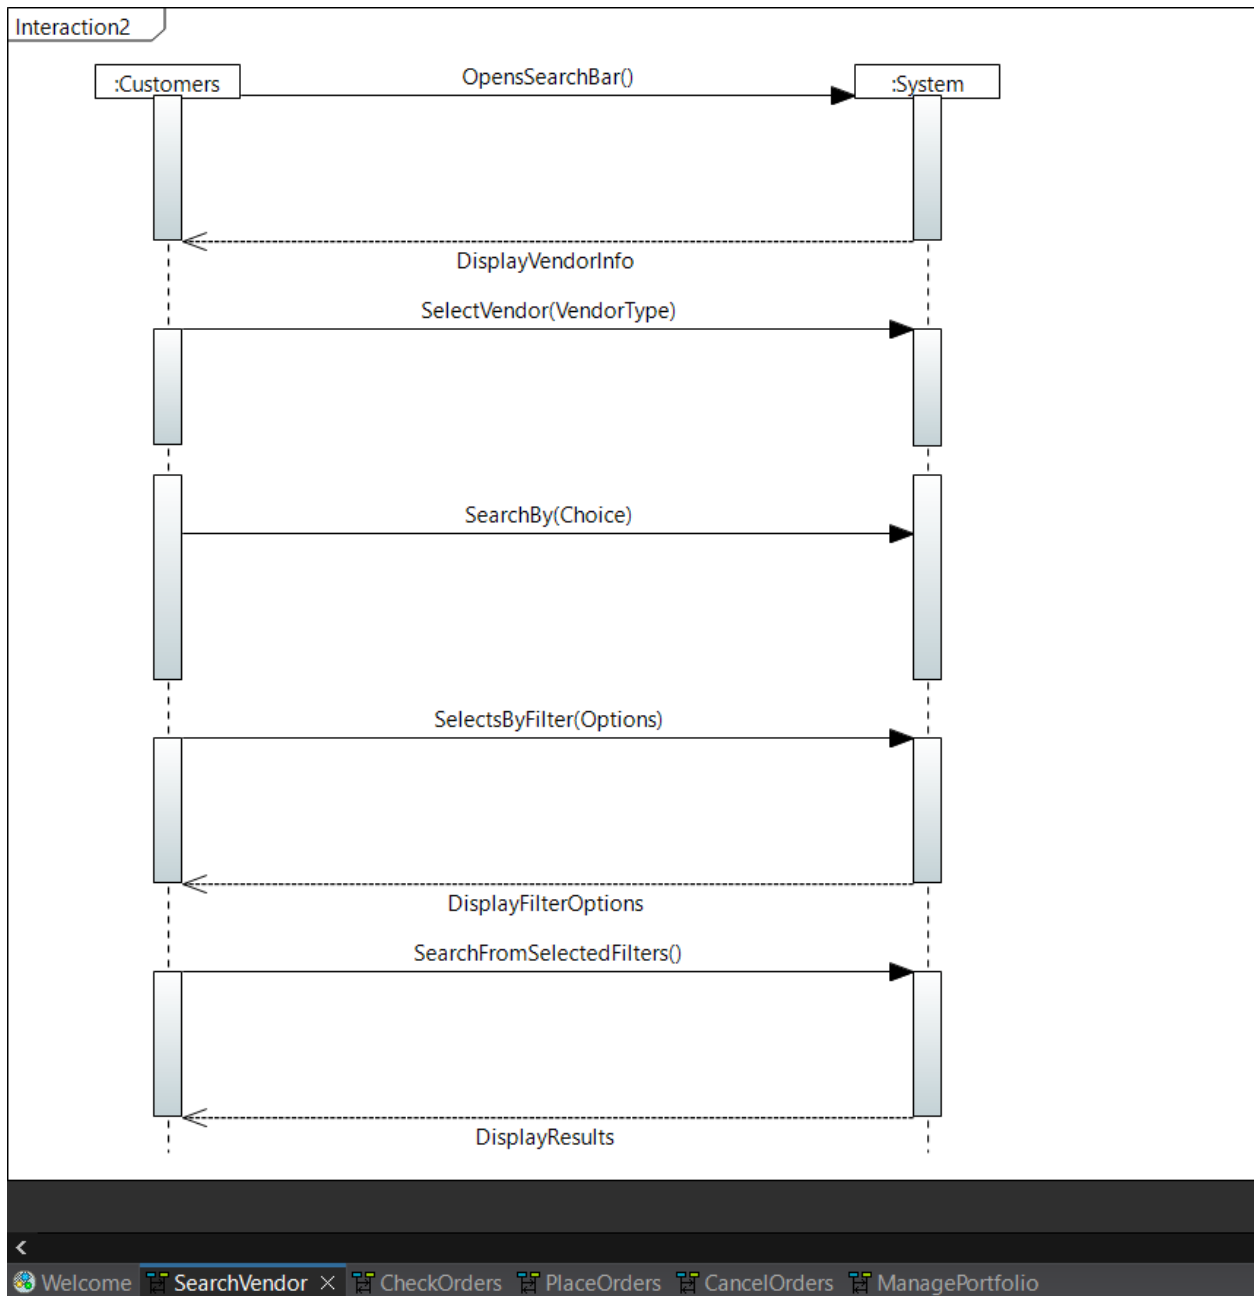 Interaction2
:Customers
OpensSearchBar()
:System
DisplayVendorInfo
SelectVendor(VendorType)
SearchBy(Choice)
SelectsByFilter(Options)
DisplayFilterOptions
SearchFromSelectedFilters()
DisplayResults
Welcome SearchVendor CheckOrders PlaceOrders CancelOrders ManagePortfolio